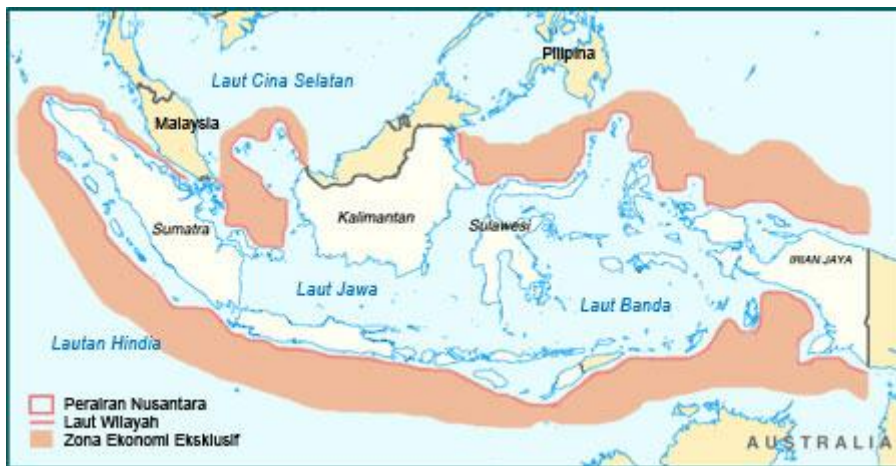 Pilipina
Laut Cina Selatan
Malaysia
Kalimantan
Sumatra
Sulawesi
IRIAN JAYA
Laut Jawa
Laut Banda
Lautan Hindia
Perairan Nusantara
Laut Wilayah
Zona Ekonomi Eksklusif
AUSTRALIA